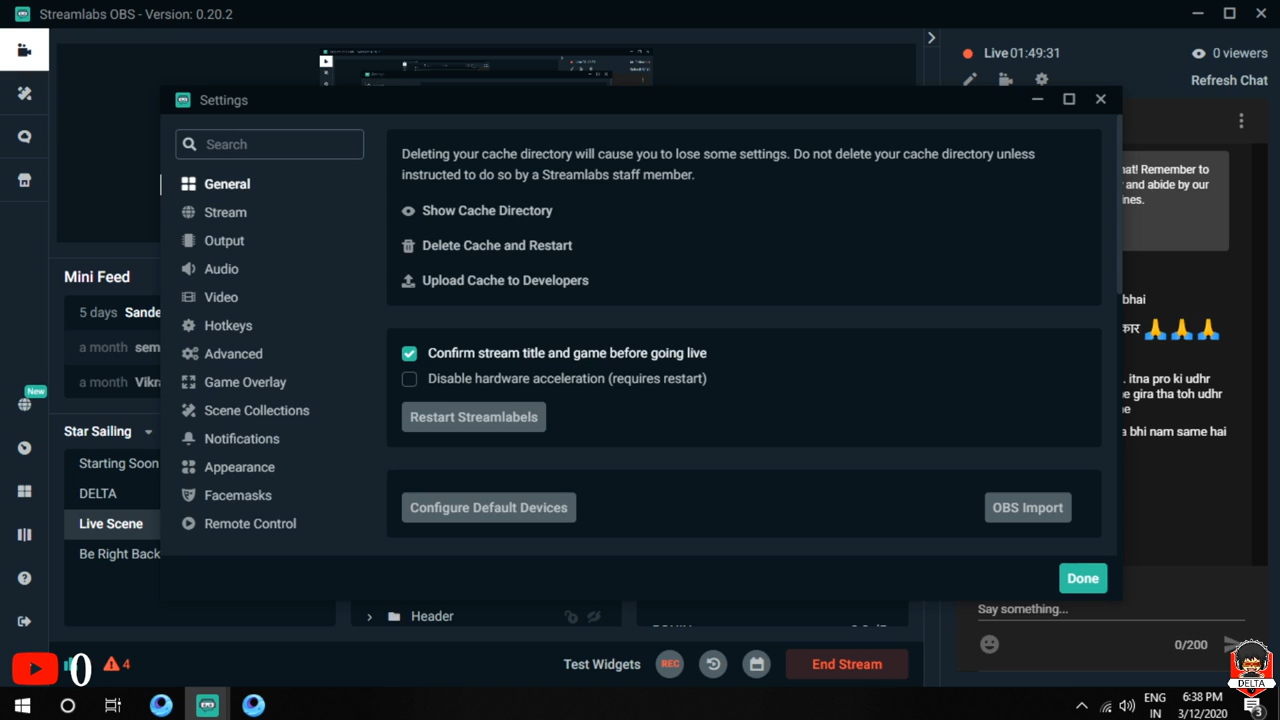 Streamlabs OBS - Version: 0.20.2
Live 01:49:31
0 viewers
Refresh Chat
Settings
Search
General
Stream
Output
Audio
Video
Hotkeys
Advanced
Game Overlay
Scene Collections
Notifications
Appearance
Facemasks
Remote Control
Deleting your cache directory will cause you to lose some settings. Do not delete your cache directory unless
instructed to do so by a Streamlabs staff member.
Show Cache Directory
Delete Cache and Restart
Upload Cache to Developers
Confirm stream title and game before going live
Disable hardware acceleration (requires restart)
Restart Streamlabels
Configure Default Devices
OBS Import
Done
Mini Feed
5 days Sande
a month sem
a month Vikra
New
Star Sailing
Starting Soon
DELTA
Live Scene
Be Right Back
Header
hat! Remember to
and abide by our
ines.
bhai
कार 🙏🙏🙏
. itna pro ki udhr
e gira tha toh udhr
ne
a bhi nam same hai
Say something...
0/200
0
4
Test Widgets
REC
End Stream
DELTA
ENG
IN
6:38 PM
3/12/2020
3